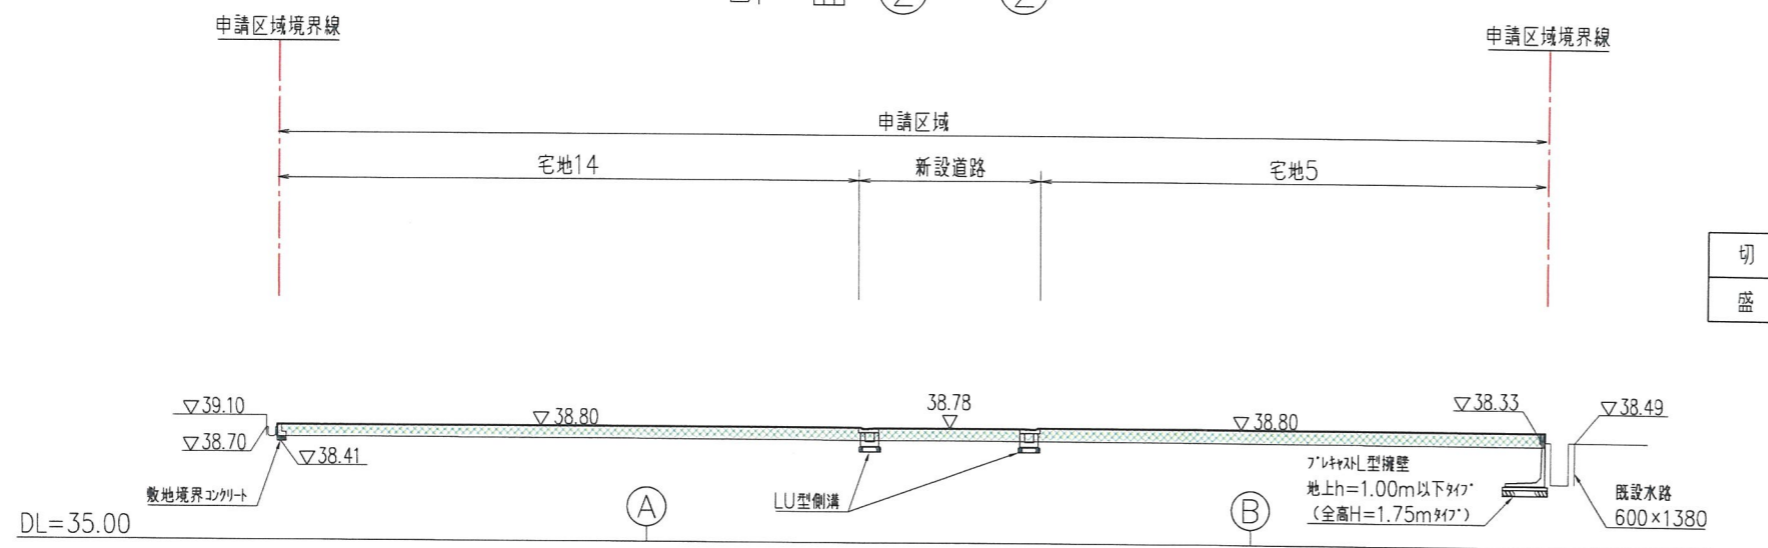 申請区域境界線
申請区域境界線
申請区域
宅地14
新設道路
宅地5
切
盛
▽39.10
▽38.70
▽38.41
▽38.80
38.78
▽
▽38.80
▽38.33
▽38.49
敷地境界コンクリート
LU型側溝
プレキャストL型擁壁
地上h=1.00m以下タイプ
(全高H=1.75mタイプ)
既設水路
600×1380
DL=35.00
A
B